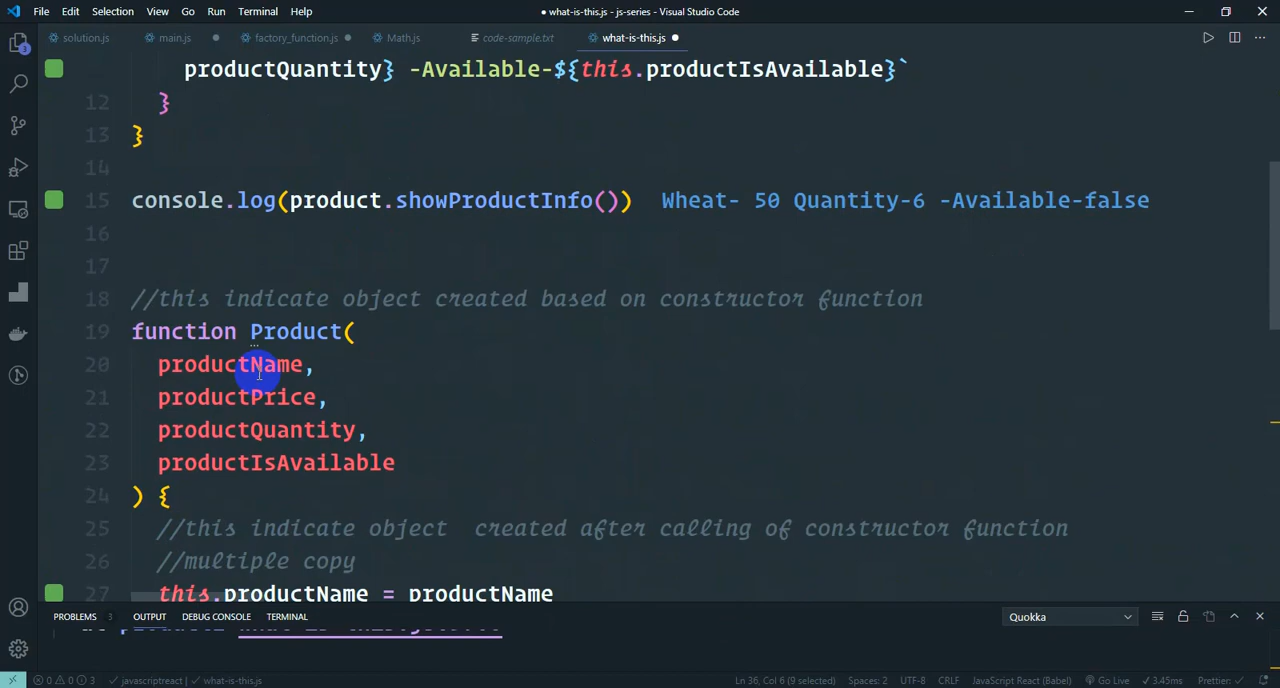 File Edit Selection View Go Run Terminal Help ● what-is-this.js - js-series - Visual Studio Code
solution.js main.js factory_function.js Math.js code-sample.txt what-is-this.js
productQuantity} -Available-${this.productIsAvailable}`
12 }
13 }
14
15 console.log(product.showProductInfo()) Wheat- 50 Quantity-6 -Available-false
16
17
18 //this indicate object created based on constructor function
19 function Product(
20 productName,
21 productPrice,
22 productQuantity,
23 productIsAvailable
24 ) {
25 //this indicate object created after calling of constructor function
26 //multiple copy
27 this.productName = productName
PROBLEMS 3 OUTPUT DEBUG CONSOLE TERMINAL Quokka
0 0 3 javascriptreact | ✓ what-is-this.js Ln 36, Col 6 (9 selected) Spaces: 2 UTF-8 CRLF JavaScript React (Babel) Go Live ✓ 3.45ms Prettier: ✓